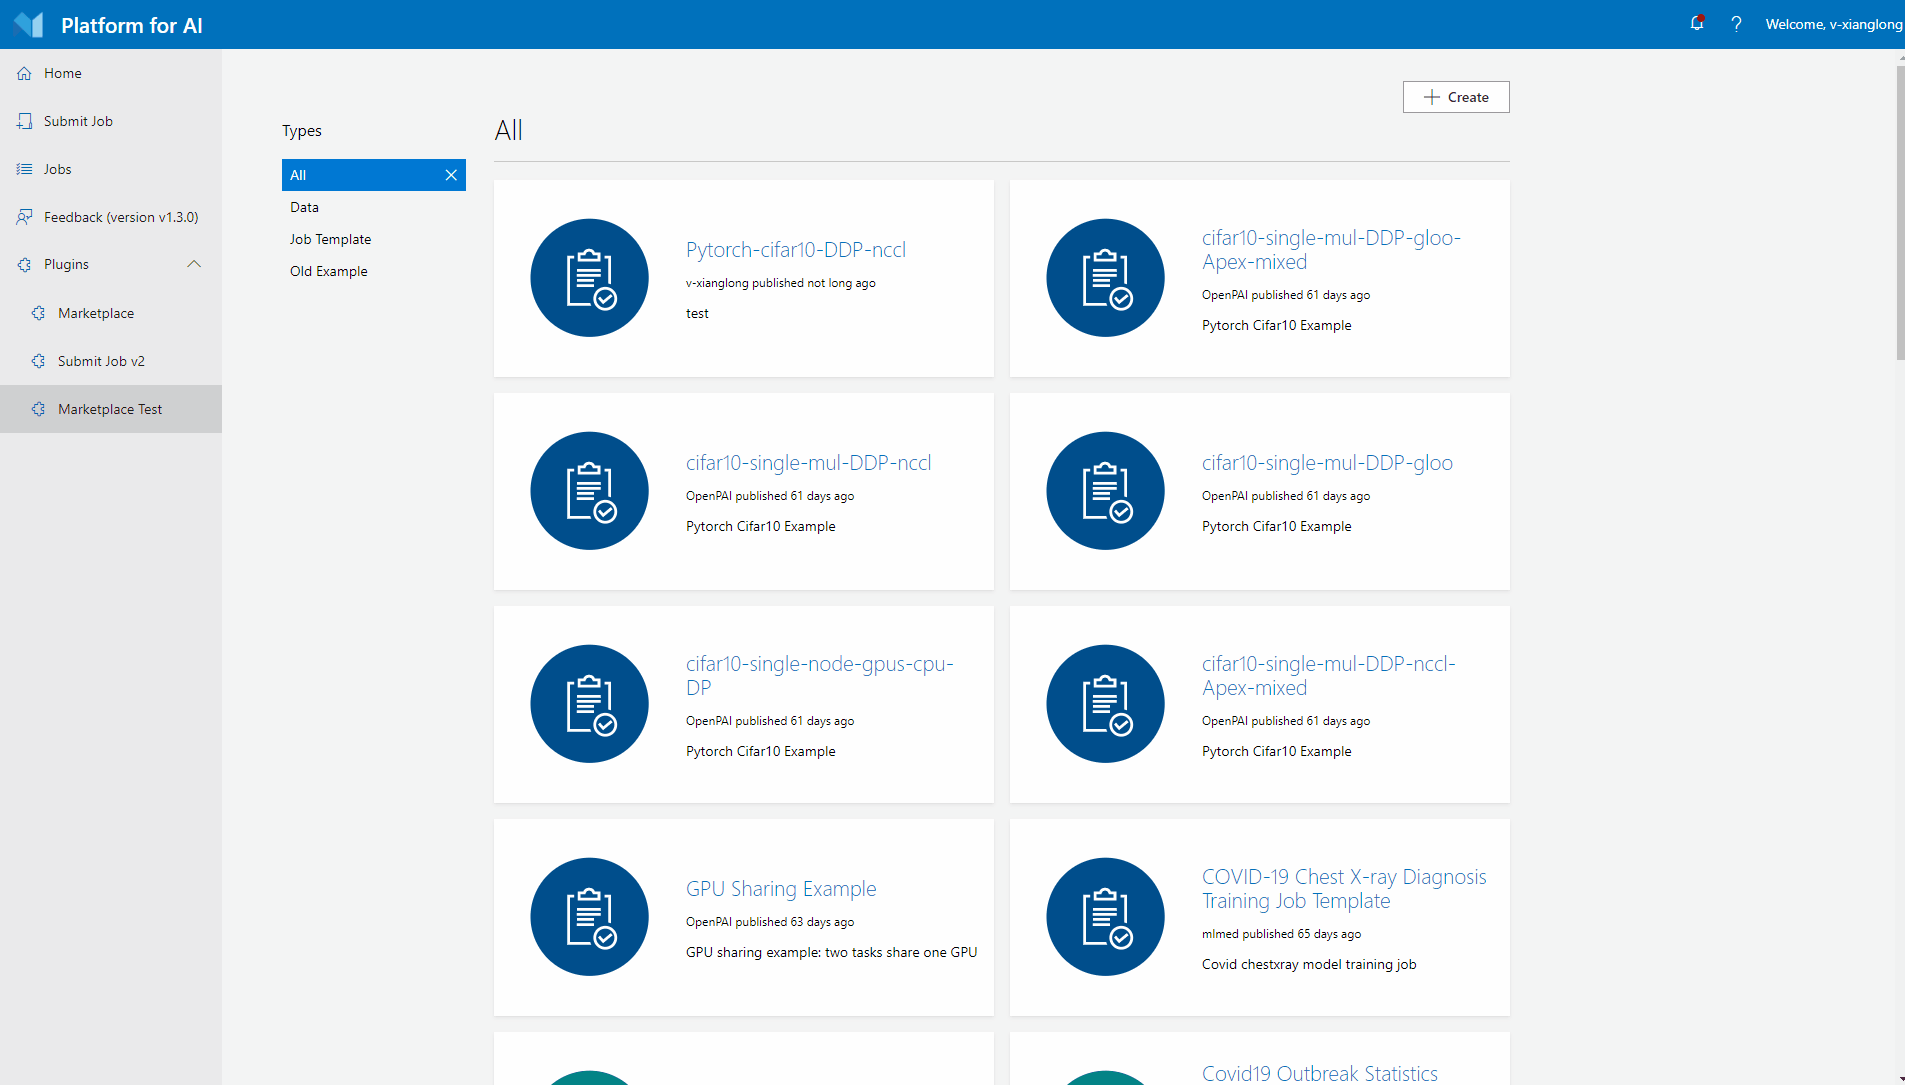 Platform for AI
Welcome, v-xianglong
Home
Submit Job
Jobs
Feedback (version v1.3.0)
Plugins
Marketplace
Submit Job v2
Marketplace Test
Types
All
Data
Job Template
Old Example
Create
All
Pytorch-cifar10-DDP-nccl
v-xianglong published not long ago
test
cifar10-single-mul-DDP-gloo-
Apex-mixed
OpenPAI published 61 days ago
Pytorch Cifar10 Example
cifar10-single-mul-DDP-nccl
OpenPAI published 61 days ago
Pytorch Cifar10 Example
cifar10-single-mul-DDP-gloo
OpenPAI published 61 days ago
Pytorch Cifar10 Example
cifar10-single-node-gpus-cpu-
DP
OpenPAI published 61 days ago
Pytorch Cifar10 Example
cifar10-single-mul-DDP-nccl-
Apex-mixed
OpenPAI published 61 days ago
Pytorch Cifar10 Example
GPU Sharing Example
OpenPAI published 63 days ago
GPU sharing example: two tasks share one GPU
COVID-19 Chest X-ray Diagnosis
Training Job Template
mlmed published 65 days ago
Covid chestxray model training job
Covid19 Outbreak Statistics